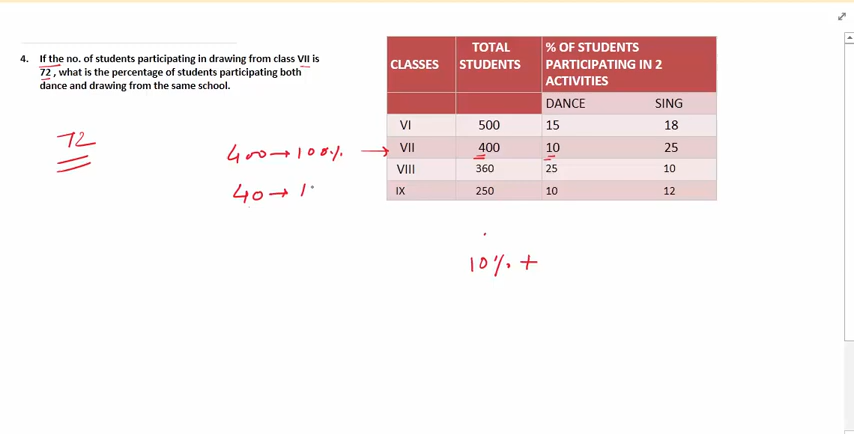 4. If the no. of students participating in drawing from class VII is
72 , what is the percentage of students participating both
dance and drawing from the same school.
CLASSES TOTAL STUDENTS % OF STUDENTS PARTICIPATING IN 2 ACTIVITIES
DANCE SING
VI 500 15 18
VII 400 10 25
VIII 360 25 10
IX 250 10 12
72
400 → 100%
40 → 1
10% +